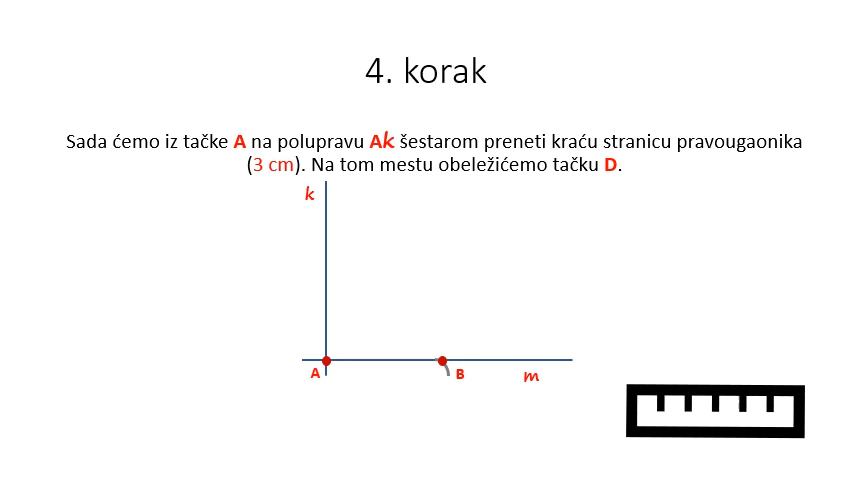 4. korak
Sada ćemo iz tačke A na polupravu Ak šestarom preneti kraću stranicu pravougaonika
(3 cm). Na tom mestu obeležićemo tačku D.
k
A
B
m